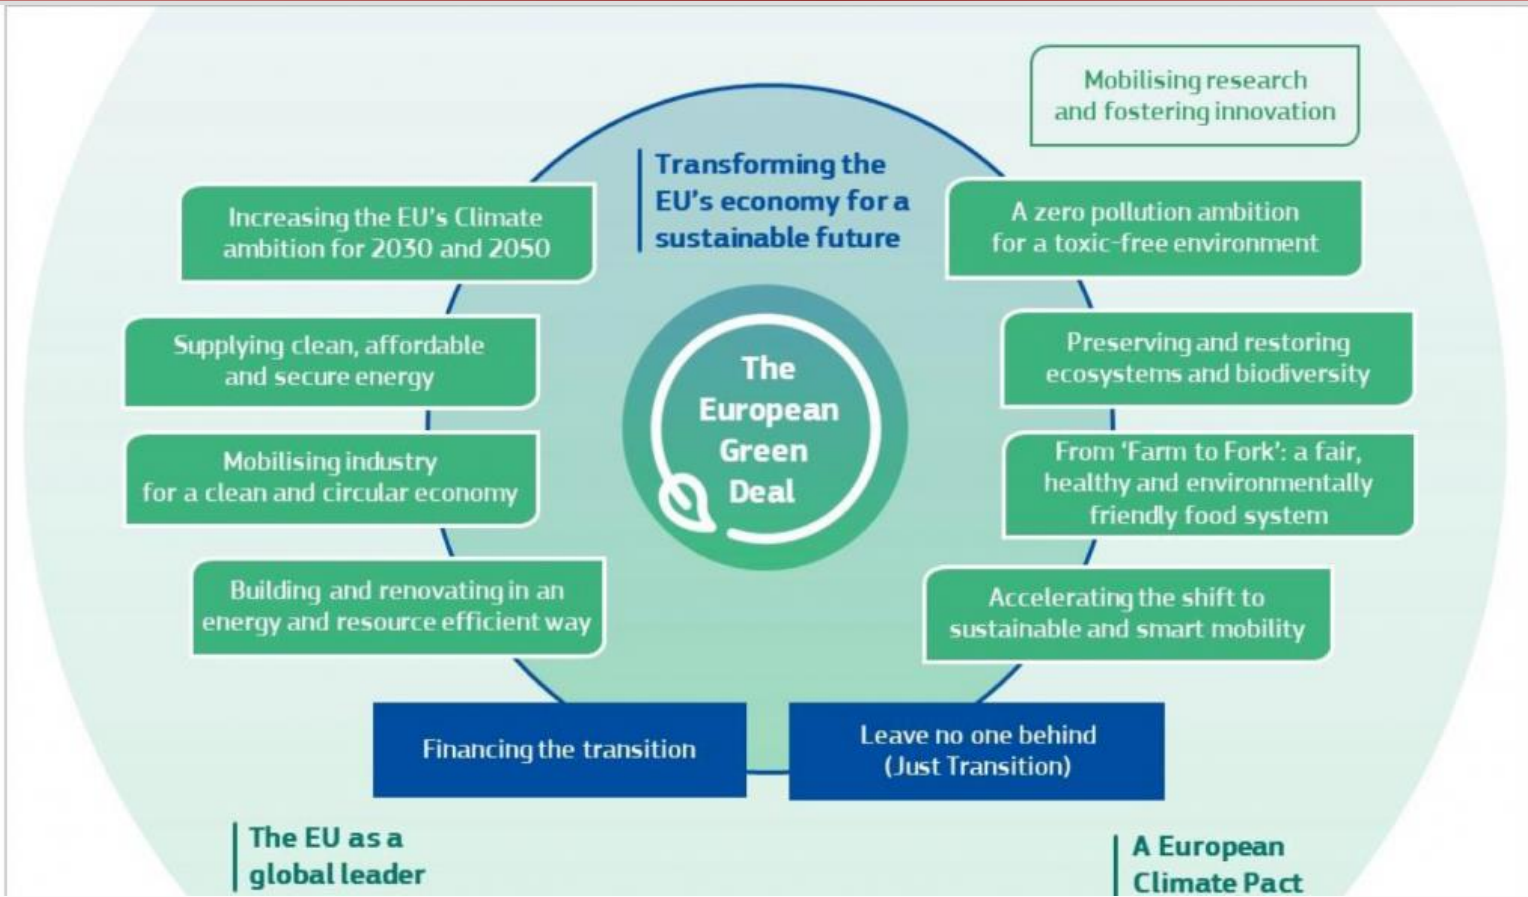 Mobilising research
and fostering innovation
Transforming the
EU's economy for a
sustainable future
Increasing the EU's Climate
ambition for 2030 and 2050
A zero pollution ambition
for a toxic-free environment
Supplying clean, affordable
and secure energy
Preserving and restoring
ecosystems and biodiversity
The
European
Green
Deal
Mobilising industry
for a clean and circular economy
From ‘Farm to Fork’: a fair,
healthy and environmentally
friendly food system
Building and renovating in an
energy and resource efficient way
Accelerating the shift to
sustainable and smart mobility
Financing the transition
Leave no one behind
(Just Transition)
The EU as a
global leader
A European
Climate Pact